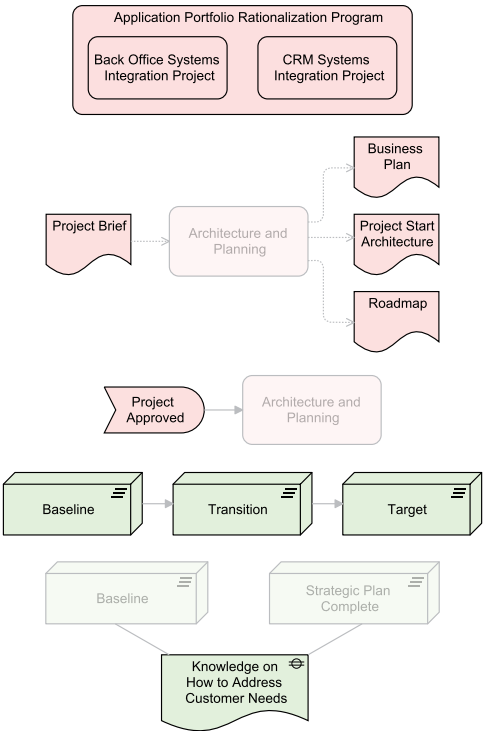 Application Portfolio Rationalization Program
Back Office Systems
Integration Project
CRM Systems
Integration Project
Business
Plan
Project Brief
Architecture and
Planning
Project Start
Architecture
Roadmap
Project
Approved
Architecture and
Planning
Baseline
Transition
Target
Baseline
Strategic Plan
Complete
Knowledge on
How to Address
Customer Needs